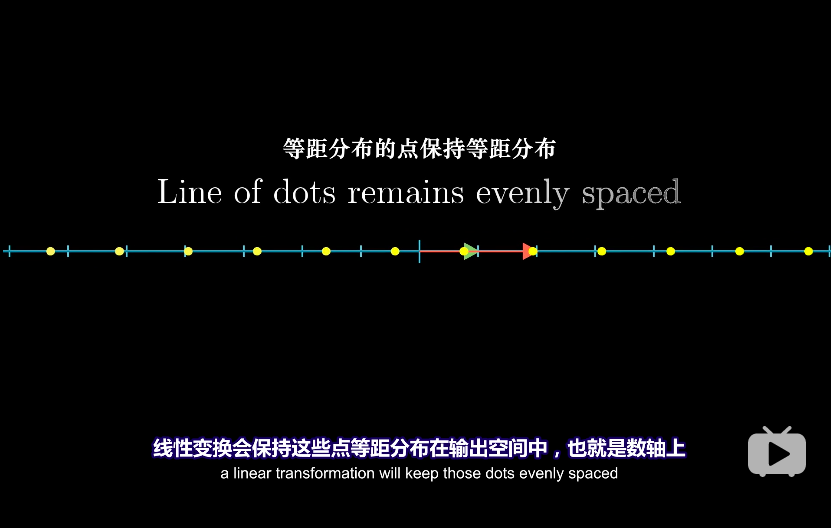 等距分布的点保持等距分布
Line of dots remains evenly spaced
线性变换会保持这些点等距分布在输出空间中，也就是数轴上
a linear transformation will keep those dots evenly spaced